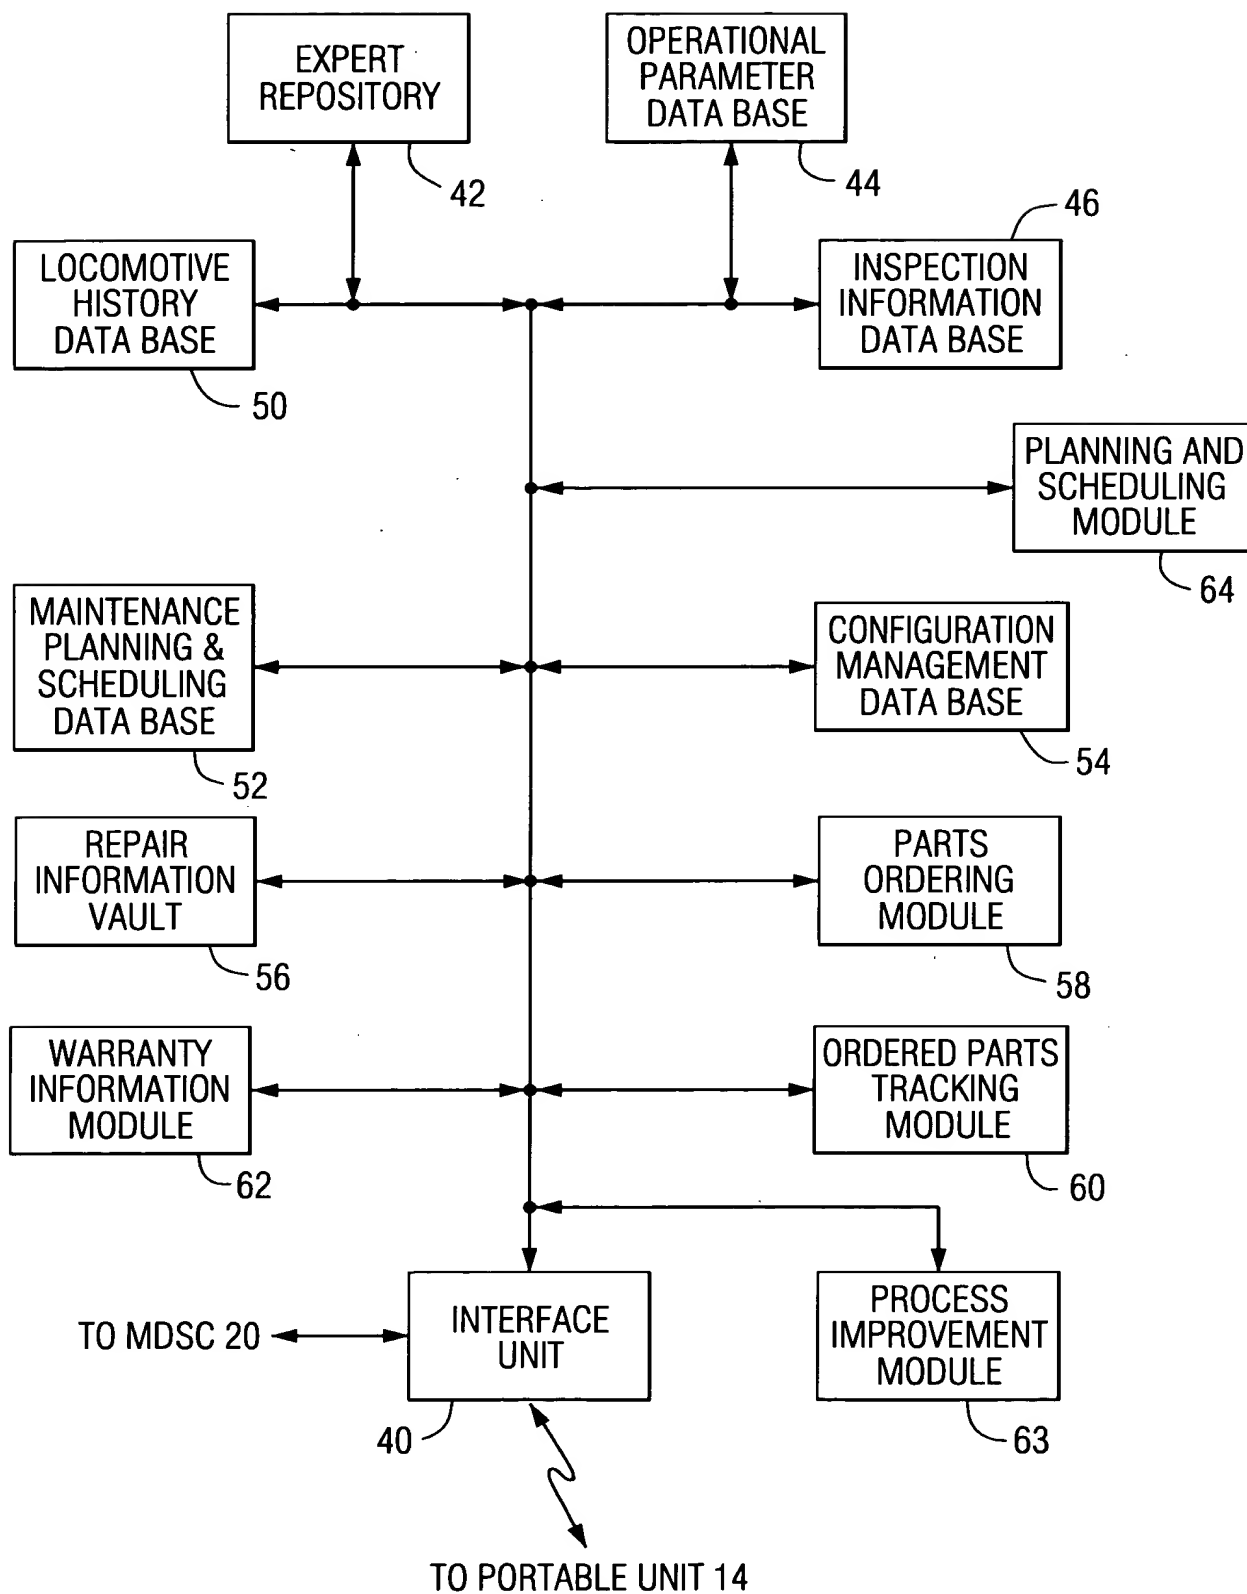 EXPERT
REPOSITORY
42
OPERATIONAL
PARAMETER
DATA BASE
44
46
LOCOMOTIVE
HISTORY
DATA BASE
50
INSPECTION
INFORMATION
DATA BASE
PLANNING AND
SCHEDULING
MODULE
64
MAINTENANCE
PLANNING &
SCHEDULING
DATA BASE
52
CONFIGURATION
MANAGEMENT
DATA BASE
54
REPAIR
INFORMATION
VAULT
56
PARTS
ORDERING
MODULE
58
WARRANTY
INFORMATION
MODULE
62
ORDERED PARTS
TRACKING
MODULE
60
TO MDSC 20
INTERFACE
UNIT
40
PROCESS
IMPROVEMENT
MODULE
63
TO PORTABLE UNIT 14